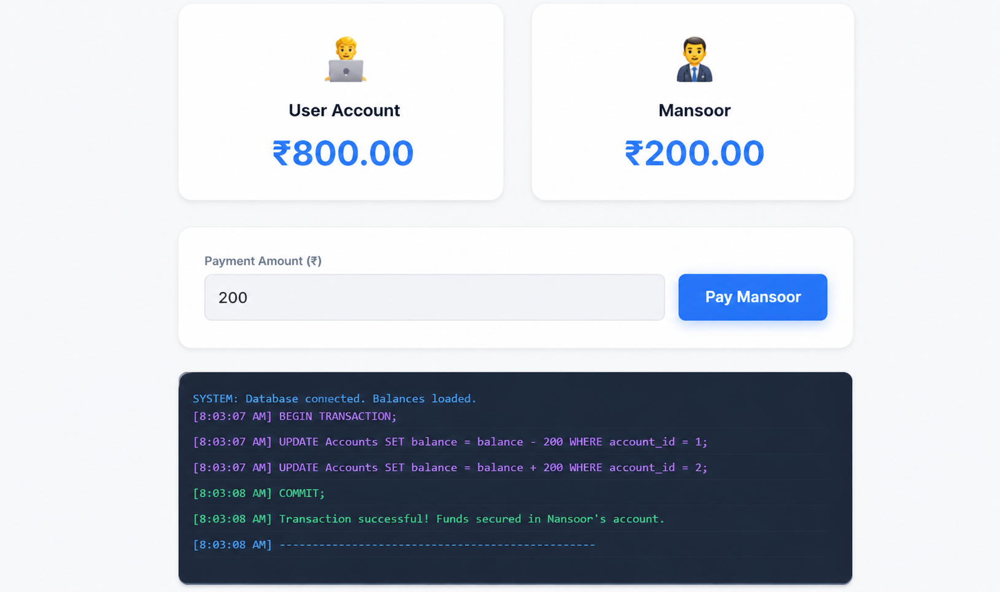 User Account
₹800.00
Mansoor
₹200.00
Payment Amount (₹)
200
Pay Mansoor
SYSTEM: Database connected. Balances loaded.
[8:03:07 AM] BEGIN TRANSACTION;
[8:03:07 AM] UPDATE Accounts SET balance = balance - 200 WHERE account_id = 1;
[8:03:07 AM] UPDATE Accounts SET balance = balance + 200 WHERE account_id = 2;
[8:03:08 AM] COMMIT;
[8:03:08 AM] Transaction successful! Funds secured in Nansoor's account.
[8:03:08 AM] ------------------------------------------------